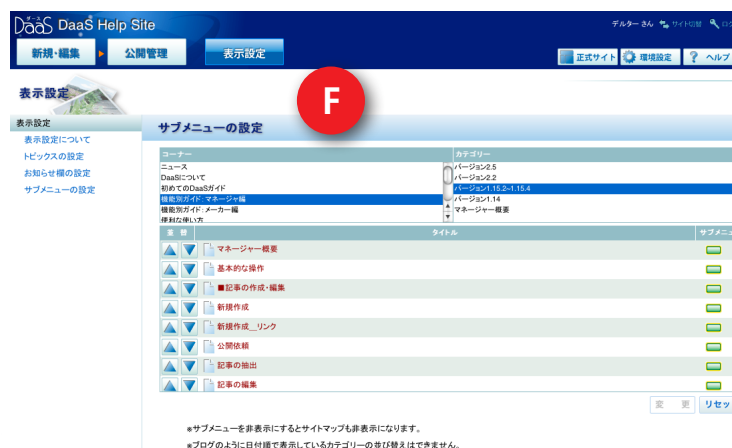 DaaS DaaS Help Site
デルター さん サイト切替
新規・編集 公開管理 表示設定
正式サイト 環境設定 ? ヘルプ
表示設定
F
表示設定
表示設定について
トピックスの設定
お知らせ欄の設定
サブメニューの設定
サブメニューの設定
コーナー カテゴリー
ニュース
DaaSについて
初めてのDaaSガイド
機能別ガイド:マネージャ編
機能別ガイド:メーカー編
便利な使い方
バージョン2.5
バージョン2.2
バージョン1.15.2~1.15.4
バージョン1.14
マネージャー概要
並 替 タイトル サブメニュ
マネージャー概要
基本的な操作
■記事の作成・編集
新規作成
新規作成__リンク
公開依頼
記事の抽出
記事の編集
変 更 リセッ
※サブメニューを非表示にするとサイトマップも非表示になります。
※ブログのように日付順で表示しているカテゴリーの並び替えはできません。